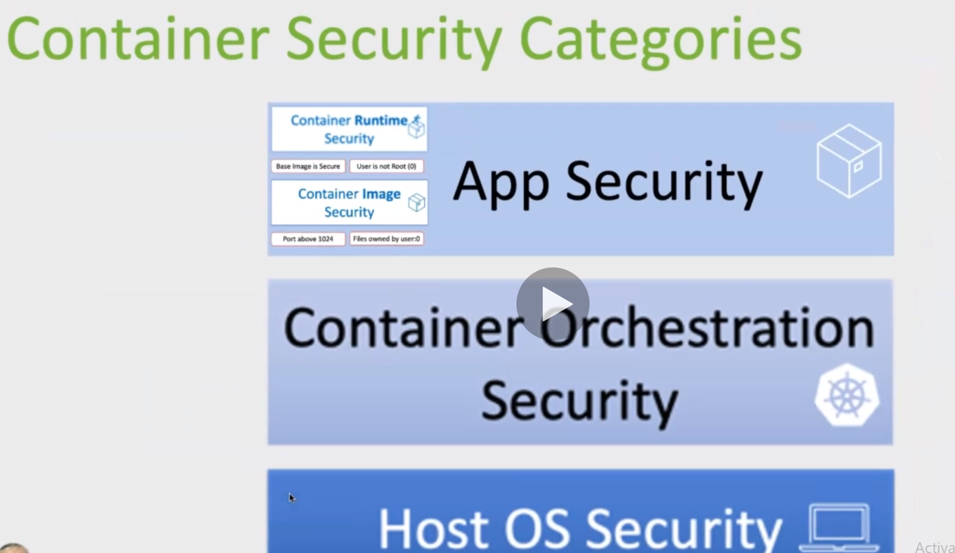 Container Security Categories
Container Runtime
Security
Base Image is Secure
User is not Root (0)
Container Image
Security
Port above 1024
Files owned by user:0
App Security
Container Orchestration
Security
Host OS Security
Activa